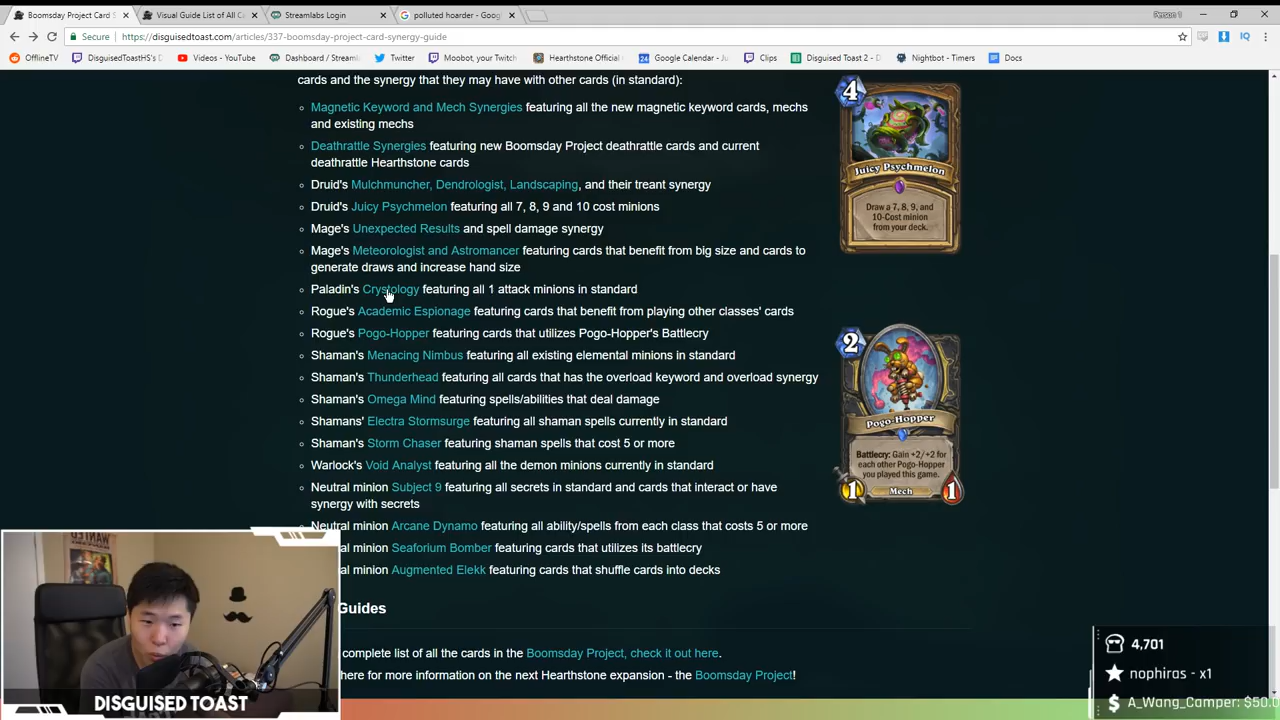 Boomsday Project Card S
Visual Guide List of All Ca
Streamlabs Login
polluted hoarder - Goog
Person 1
Secure
https://disguisedtoast.com/articles/337-boomsday-project-card-synergy-guide
OfflineTV
DisguisedToastHS's D
Videos - YouTube
Dashboard / Streaml
Twitter
Moobot, your Twitch
Hearthstone Official
Google Calendar - Ju
Clips
Disguised Toast 2 - D
Nightbot - Timers
Docs
cards and the synergy that they may have with other cards (in standard):
Magnetic Keyword and Mech Synergies featuring all the new magnetic keyword cards, mechs
and existing mechs
Deathrattle Synergies featuring new Boomsday Project deathrattle cards and current
deathrattle Hearthstone cards
Druid's Mulchmuncher, Dendrologist, Landscaping, and their treant synergy
Druid's Juicy Psychmelon featuring all 7, 8, 9 and 10 cost minions
Mage's Unexpected Results and spell damage synergy
Mage's Meteorologist and Astromancer featuring cards that benefit from big size and cards to
generate draws and increase hand size
Paladin's Crystology featuring all 1 attack minions in standard
Rogue's Academic Espionage featuring cards that benefit from playing other classes' cards
Rogue's Pogo-Hopper featuring cards that utilizes Pogo-Hopper's Battlecry
Shaman's Menacing Nimbus featuring all existing elemental minions in standard
Shaman's Thunderhead featuring all cards that has the overload keyword and overload synergy
Shaman's Omega Mind featuring spells/abilities that deal damage
Shamans' Electra Stormsurge featuring all shaman spells currently in standard
Shaman's Storm Chaser featuring shaman spells that cost 5 or more
Warlock's Void Analyst featuring all the demon minions currently in standard
Neutral minion Subject 9 featuring all secrets in standard and cards that interact or have
synergy with secrets
Neutral minion Arcane Dynamo featuring all ability/spells from each class that costs 5 or more
al minion Seaforium Bomber featuring cards that utilizes its battlecry
al minion Augmented Elekk featuring cards that shuffle cards into decks
Guides
complete list of all the cards in the Boomsday Project, check it out here.
here for more information on the next Hearthstone expansion - the Boomsday Project!
4
Juicy Psychmelon
Draw a 7, 8, 9, and
10-Cost minion
from your deck.
2
Pogo-Hopper
Battlecry: Gain +2/+2 for
each other Pogo-Hopper
you played this game.
1
Mech
1
WANTED
DISGUISED TOAST
4,701
nophiras - x1
A_Wang_Camper: $50.0